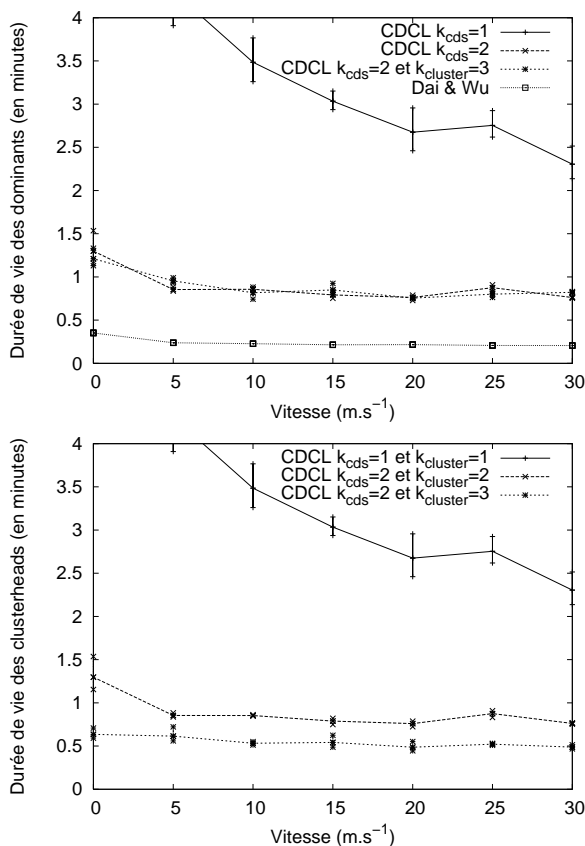 Durée de vie des dominants (en minutes)
4
3.5
3
2.5
2
1.5
1
0.5
0
0 5 10 15 20 25 30
Vitesse (m.s⁻¹)
CDCL k_cds=1
CDCL k_cds=2
CDCL k_cds=2 et k_cluster=3
Dai & Wu
Durée de vie des clusterheads (en minutes)
4
3.5
3
2.5
2
1.5
1
0.5
0
0 5 10 15 20 25 30
Vitesse (m.s⁻¹)
CDCL k_cds=1 et k_cluster=1
CDCL k_cds=2 et k_cluster=2
CDCL k_cds=2 et k_cluster=3